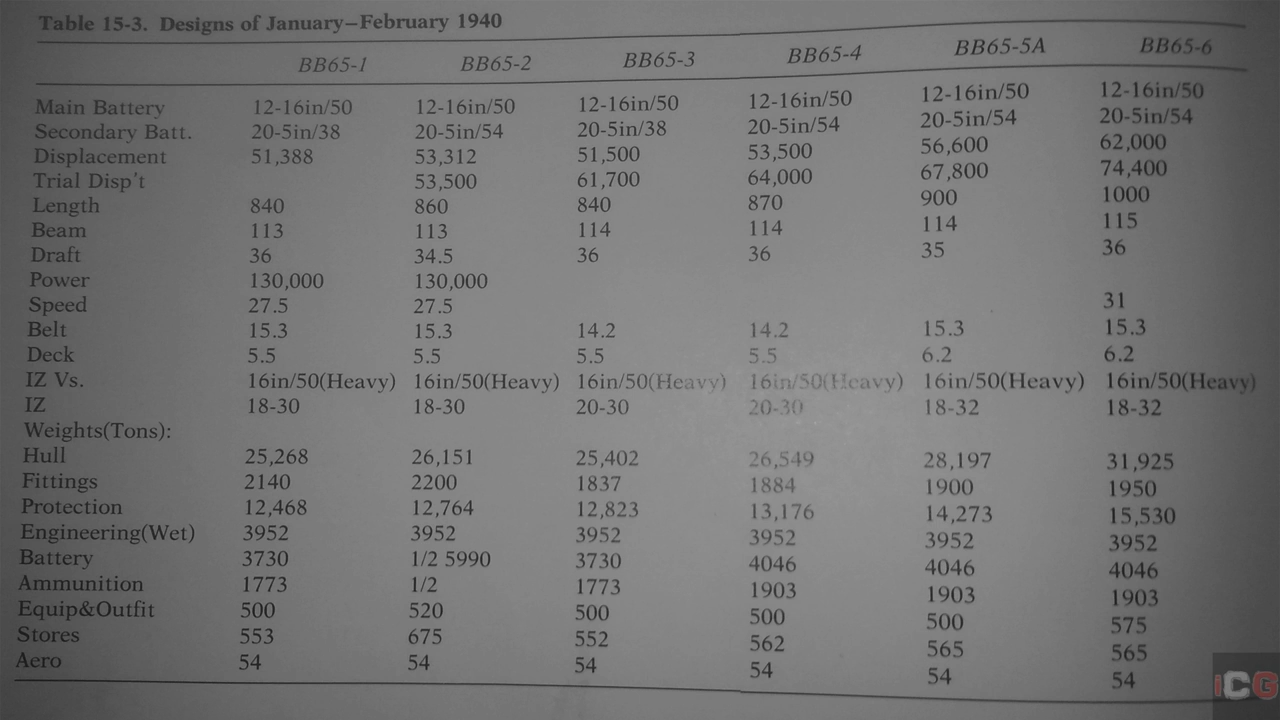 Table 15-3. Designs of January–February 1940
BB65-1 BB65-2 BB65-3 BB65-4 BB65-5A BB65-6
Main Battery 12-16in/50 12-16in/50 12-16in/50 12-16in/50 12-16in/50 12-16in/50
Secondary Batt. 20-5in/38 20-5in/54 20-5in/38 20-5in/54 20-5in/54 20-5in/54
Displacement 51,388 53,312 51,500 53,500 56,600 62,000
Trial Disp't 53,500 61,700 64,000 67,800 74,400
Length 840 860 840 870 900 1000
Beam 113 113 114 114 114 115
Draft 36 34.5 36 36 35 36
Power 130,000 130,000
Speed 27.5 27.5 31
Belt 15.3 15.3 14.2 14.2 15.3 15.3
Deck 5.5 5.5 5.5 5.5 6.2 6.2
IZ Vs. 16in/50(Heavy) 16in/50(Heavy) 16in/50(Heavy) 16in/50(Heavy) 16in/50(Heavy) 16in/50(Heavy)
IZ 18-30 18-30 20-30 20-30 18-32 18-32
Weights(Tons):
Hull 25,268 26,151 25,402 26,549 28,197 31,925
Fittings 2140 2200 1837 1884 1900 1950
Protection 12,468 12,764 12,823 13,176 14,273 15,530
Engineering(Wet) 3952 3952 3952 3952 3952 3952
Battery 3730 1/2 5990 3730 4046 4046 4046
Ammunition 1773 1/2 1773 1903 1903 1903
Equip&Outfit 500 520 500 500 500 575
Stores 553 675 552 562 565 565
Aero 54 54 54 54 54 54
iCG